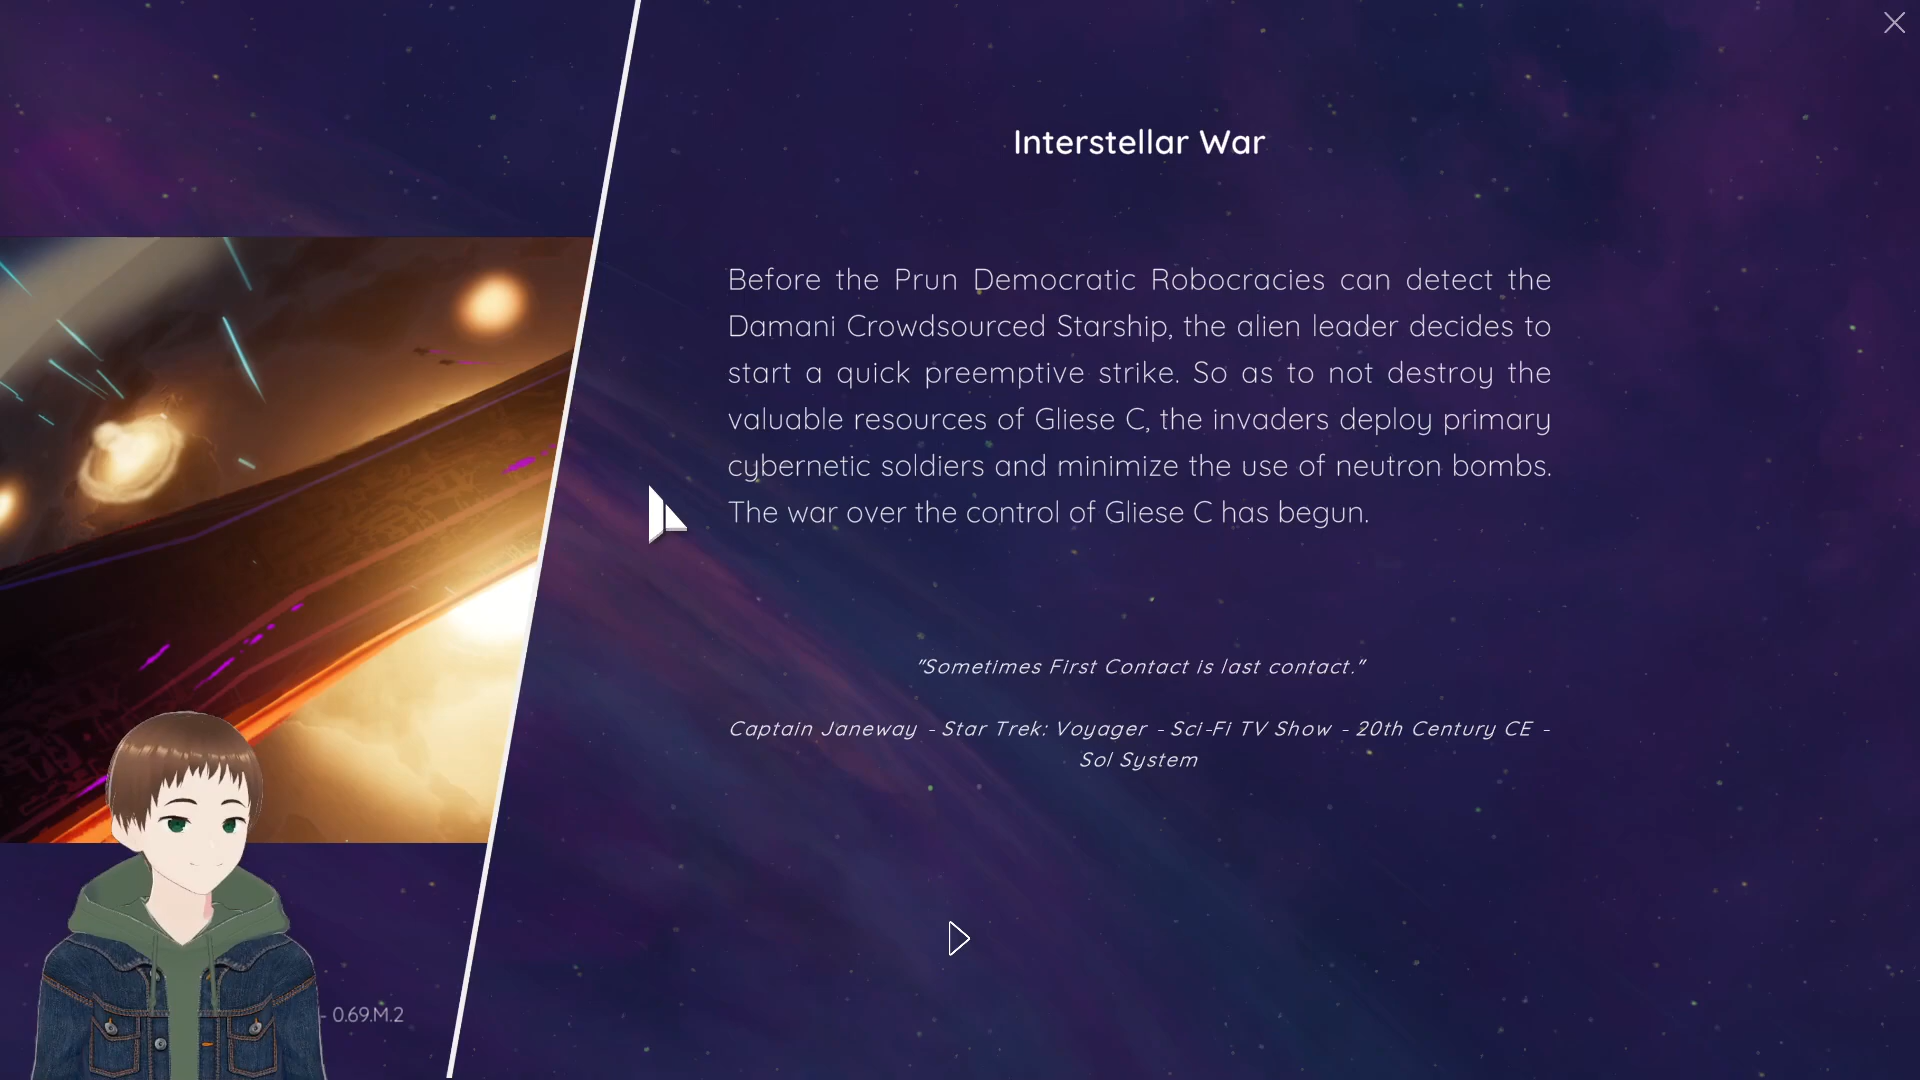 Interstellar War
Before the Prun Democratic Robocracies can detect the
Damani Crowdsourced Starship, the alien leader decides to
start a quick preemptive strike. So as to not destroy the
valuable resources of Gliese C, the invaders deploy primary
cybernetic soldiers and minimize the use of neutron bombs.
The war over the control of Gliese C has begun.
"Sometimes First Contact is last contact."
Captain Janeway - Star Trek: Voyager - Sci-Fi TV Show - 20th Century CE -
Sol System
- 0.69.M.2